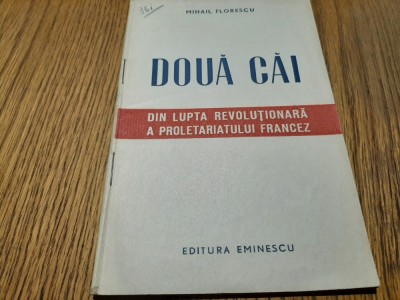 MIHAIL FLORESCU
DOUĂ CĂI
DIN LUPTA REVOLUȚIONARĂ
A PROLETARIATULUI FRANCEZ
EDITURA EMINESCU